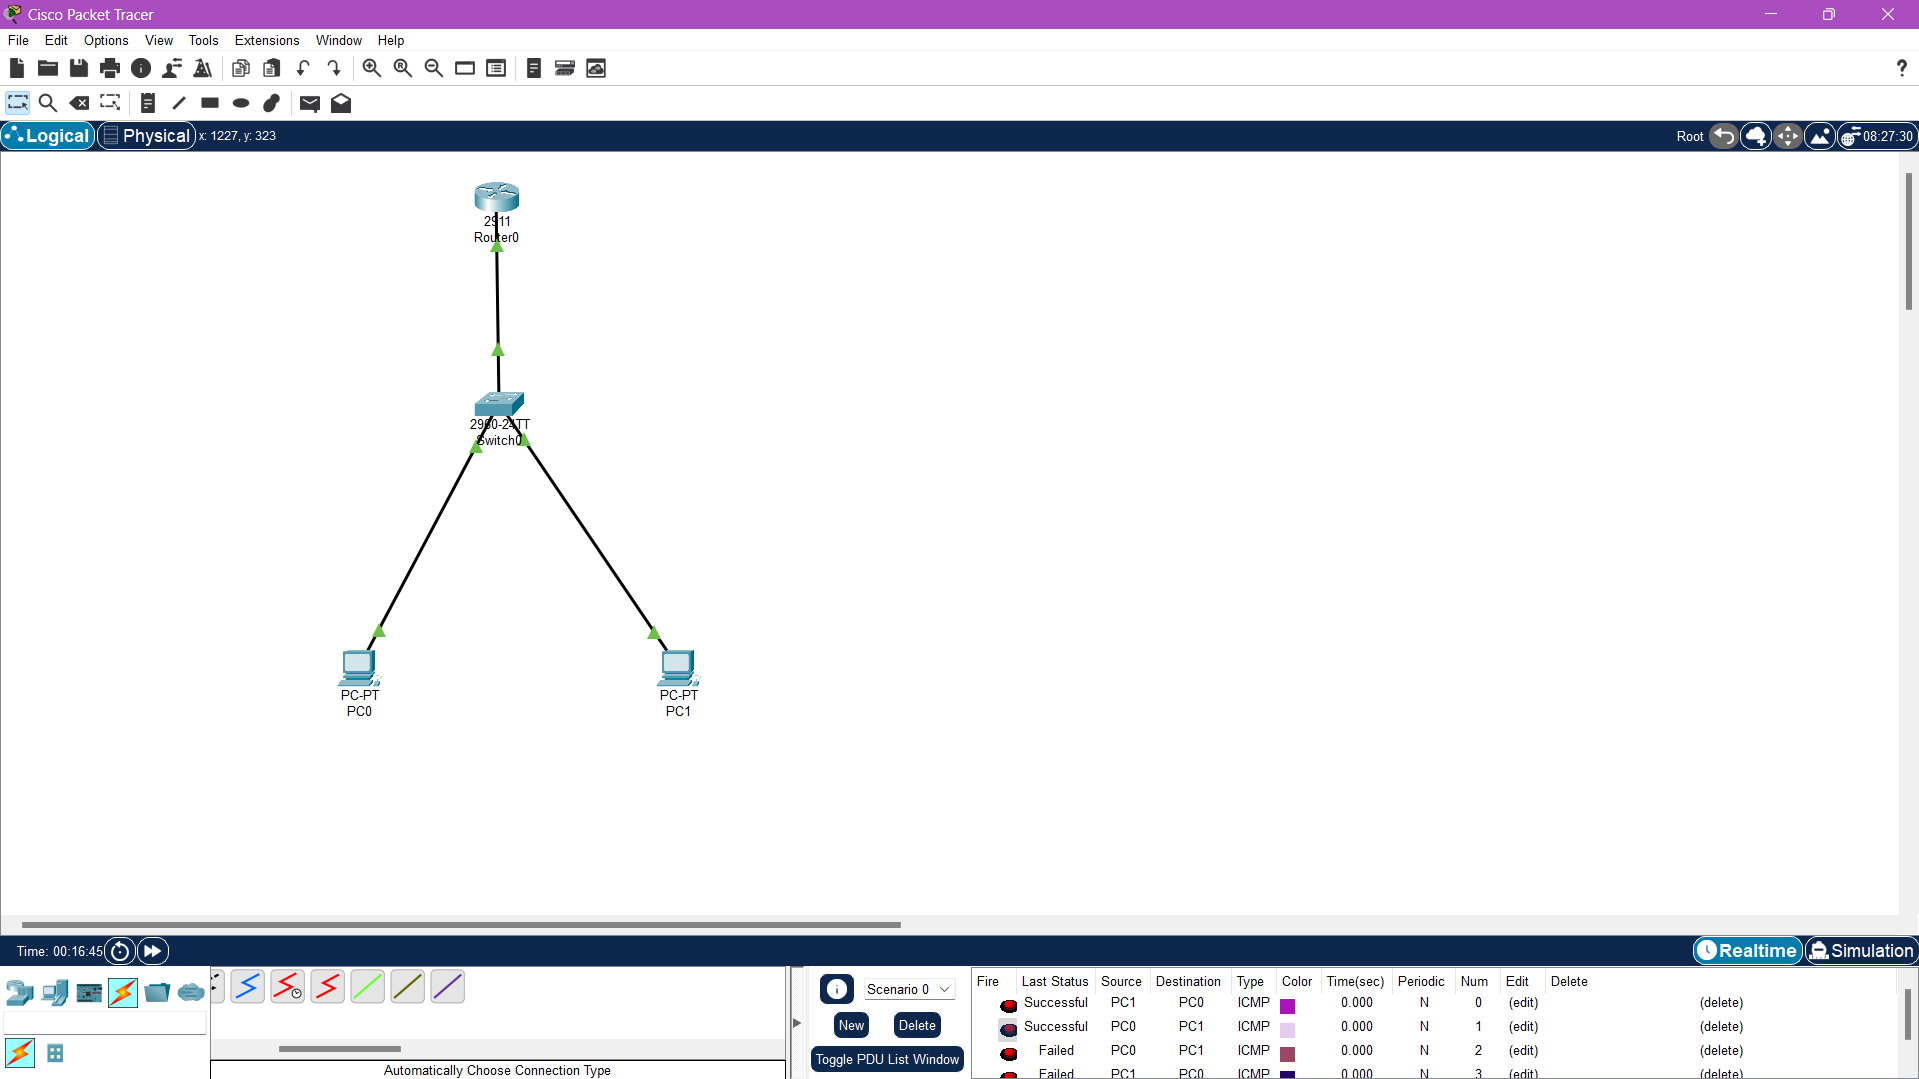 Cisco Packet Tracer
File Edit Options View Tools Extensions Window Help
Logical Physical x: 1227, y: 323 Root 08:27:30
2911
Router0
2960-24TT
Switch0
PC-PT
PC0
PC-PT
PC1
Time: 00:16:45 Realtime Simulation
Scenario 0
New Delete
Toggle PDU List Window
Automatically Choose Connection Type
Fire Last Status Source Destination Type Color Time(sec) Periodic Num Edit Delete
Successful PC1 PC0 ICMP 0.000 N 0 (edit) (delete)
Successful PC0 PC1 ICMP 0.000 N 1 (edit) (delete)
Failed PC0 PC1 ICMP 0.000 N 2 (edit) (delete)
Failed PC1 PC0 ICMP 0.000 N 3 (edit) (delete)